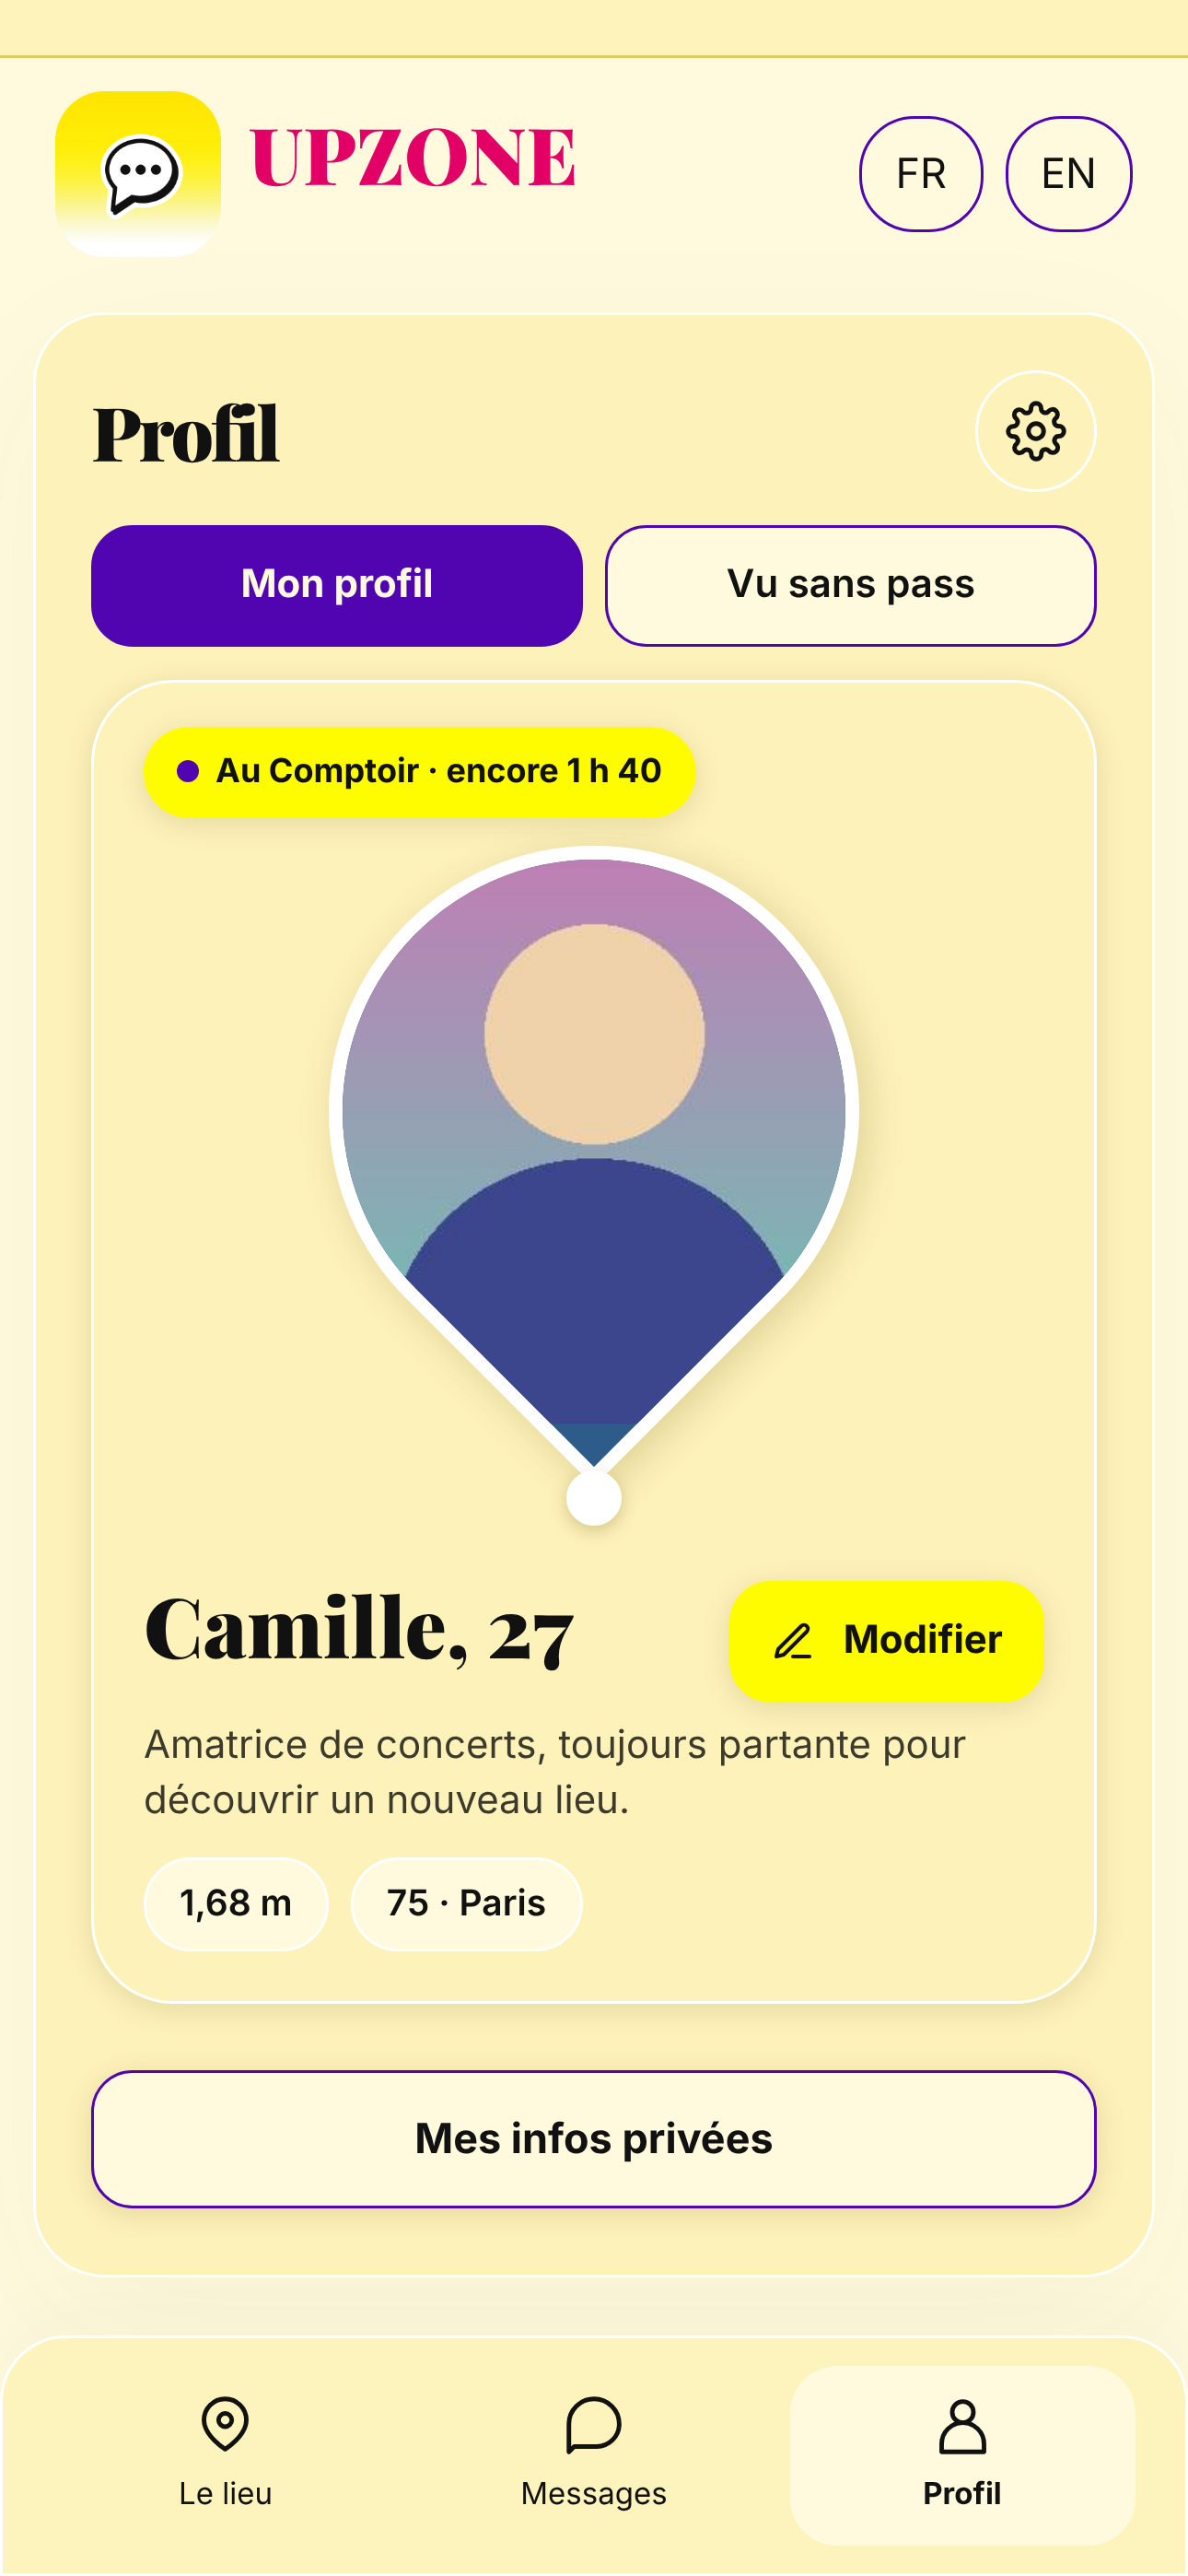 UPZONE
FR
EN
Profil
Mon profil
Vu sans pass
Au Comptoir · encore 1 h 40
Camille, 27
Modifier
Amatrice de concerts, toujours partante pour
découvrir un nouveau lieu.
1,68 m
75 · Paris
Mes infos privées
Le lieu
Messages
Profil